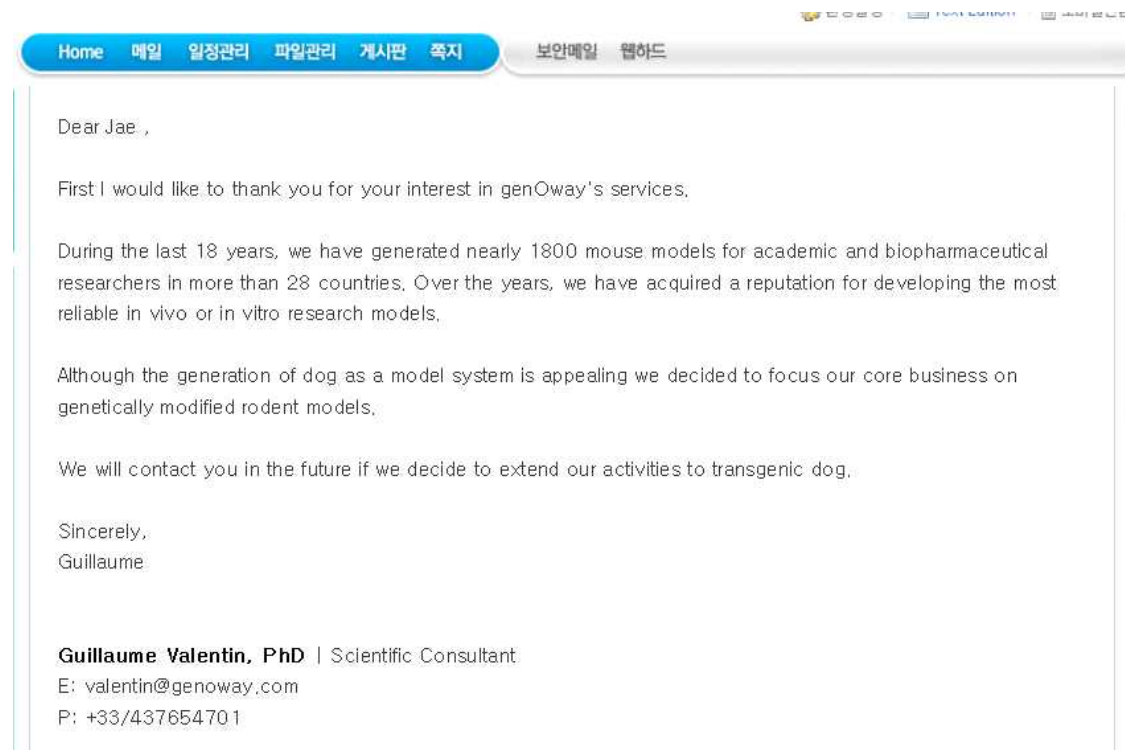 Text Edition
Home 메일 일정관리 파일관리 게시판 쪽지 보안메일 웹하드
Dear Jae ,
First I would like to thank you for your interest in genOway's services.
During the last 18 years, we have generated nearly 1800 mouse models for academic and biopharmaceutical
researchers in more than 28 countries. Over the years, we have acquired a reputation for developing the most
reliable in vivo or in vitro research models.
Although the generation of dog as a model system is appealing we decided to focus our core business on
genetically modified rodent models.
We will contact you in the future if we decide to extend our activities to transgenic dog.
Sincerely,
Guillaume
Guillaume Valentin, PhD | Scientific Consultant
E: valentin@genoway.com
P: +33/437654701